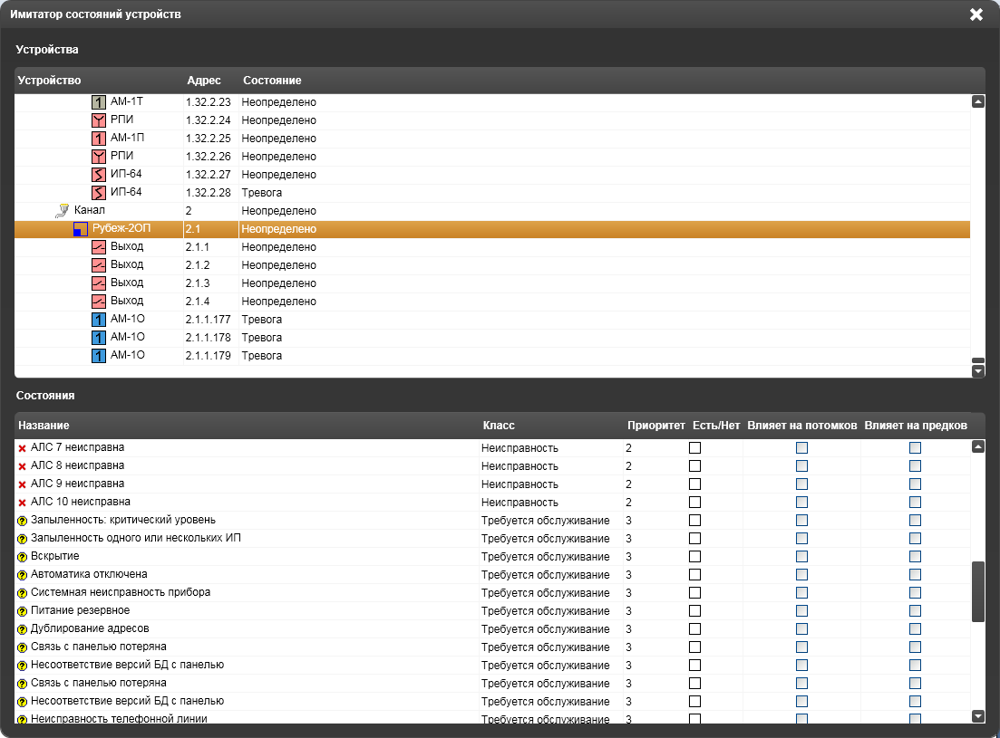 Имитатор состояний устройств
Устройства
Устройство Адрес Состояние
1 АМ-1Т 1.32.2.23 Неопределено
РПИ 1.32.2.24 Неопределено
1 АМ-1П 1.32.2.25 Неопределено
РПИ 1.32.2.26 Неопределено
ИП-64 1.32.2.27 Неопределено
ИП-64 1.32.2.28 Тревога
Канал 2 Неопределено
Рубеж-2ОП 2.1 Неопределено
Выход 2.1.1 Неопределено
Выход 2.1.2 Неопределено
Выход 2.1.3 Неопределено
Выход 2.1.4 Неопределено
1 АМ-1О 2.1.1.177 Тревога
1 АМ-1О 2.1.1.178 Тревога
1 АМ-1О 2.1.1.179 Тревога
Состояния
Название Класс Приоритет Есть/Нет Влияет на потомков Влияет на предков
АЛС 7 неисправна Неисправность 2
АЛС 8 неисправна Неисправность 2
АЛС 9 неисправна Неисправность 2
АЛС 10 неисправна Неисправность 2
? Запыленность: критический уровень Требуется обслуживание 3
? Запыленность одного или нескольких ИП Требуется обслуживание 3
? Вскрытие Требуется обслуживание 3
? Автоматика отключена Требуется обслуживание 3
? Системная неисправность прибора Требуется обслуживание 3
? Питание резервное Требуется обслуживание 3
? Дублирование адресов Требуется обслуживание 3
? Связь с панелью потеряна Требуется обслуживание 3
? Несоответствие версий БД с панелью Требуется обслуживание 3
? Связь с панелью потеряна Требуется обслуживание 3
? Несоответствие версий БД с панелью Требуется обслуживание 3
? Неисправность телефонной линии Требуется обслуживание 3